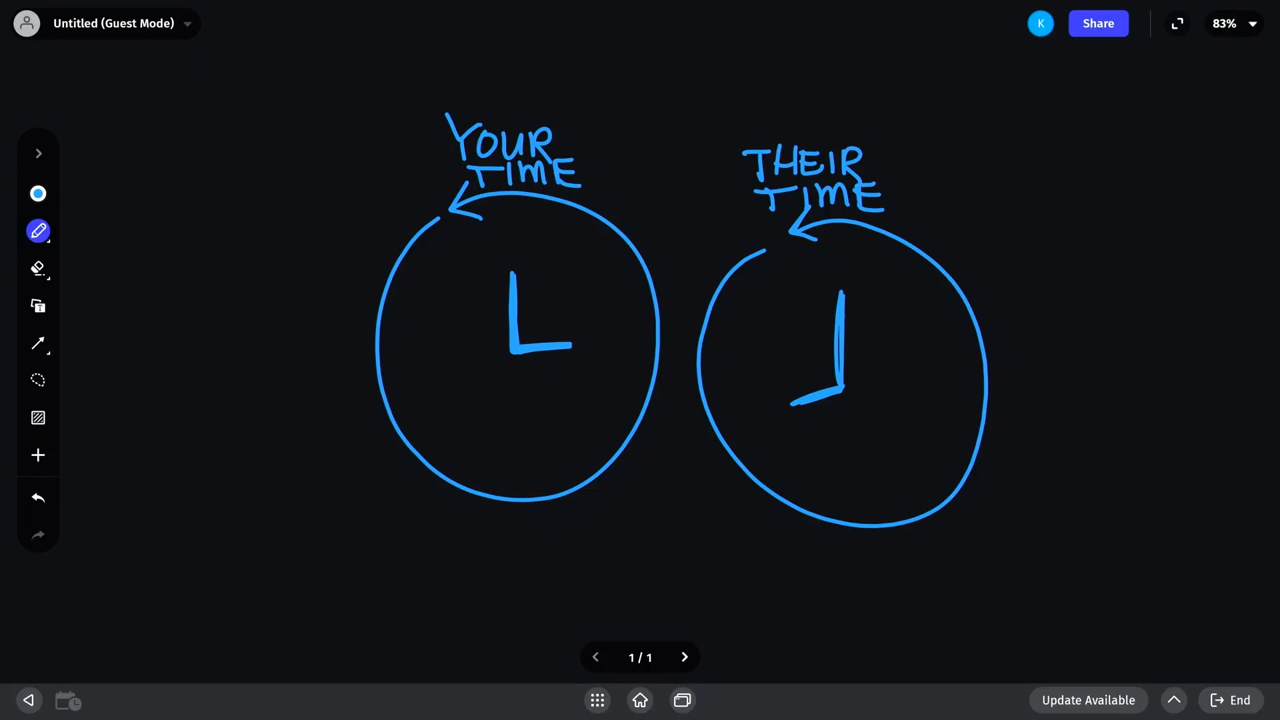 Untitled (Guest Mode)
K
Share
83%
YOUR
TIME
THEIR
TIME
1 / 1
Update Available
End